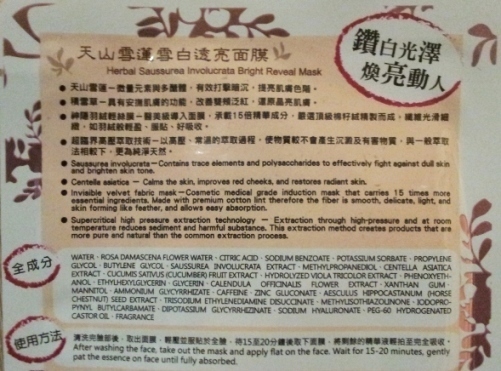 天山雪蓮雪白透亮面膜
Herbal Saussurea Involucrata Bright Reveal Mask
鑽白光澤
煥亮動人
● 天山雪蓮—微量元素與多醣體，有效打擊暗沉，提亮肌膚色階。
● 積雪草—具有安撫肌膚的功能，改善雙頰泛紅，還原晶亮肌膚。
● 神隱羽絨輕絲膜—醫美級導入面膜，承載15倍精華成分，嚴選頂級棉籽絨精製而成，纖維光滑細
緻，如羽絨般輕盈，服貼，好吸收。
● 超臨界高壓萃取技術—以高壓、常溫的萃取過程，使物質較不會產生沉澱及有害物質，與一般萃取
法相較下，更為純淨天然。
● Saussurea involucrata—Contains trace elements and polysaccharides to effectively fight against dull skin
and brighten skin tone.
● Centella asiatica – Calms the skin, improves red cheeks, and restores radiant skin.
● Invisible velvet fabric mask—Cosmetic medical grade induction mask that carries 15 times more
essential ingredients. Made with premium cotton lint therefore the fiber is smooth, delicate, light, and
skin forming like feather, and allows easy absorption.
● Supercritical high pressure extraction technology – Extraction through high-pressure and at room
temperature reduces sediment and harmful substance. This extraction method creates products that
are more pure and natural than the common extraction process.
全成分
WATER · ROSA DAMASCENA FLOWER WATER · CITRIC ACID · SODIUM BENZOATE · POTASSIUM SORBATE · PROPYLENE
GLYCOL · BUTYLENE GLYCOL · SAUSSUREA INVOLUCRATA EXTRACT · METHYLPROPANEDIOL · CENTELLA ASIATICA
EXTRACT · CUCUMIS SATIVUS (CUCUMBER) FRUIT EXTRACT · HYDROLYZED VIOLA TRICOLOR EXTRACT · PHENOXYETH-
ANOL · ETHYLHEXYLGLYCERIN · GLYCERIN · CALENDULA OFFICINALIS FLOWER EXTRACT · XANTHAN GUM ·
MANNITOL · AMMONIUM GLYCYRRHIZATE · CAFFEINE · ZINC GLUCONATE · AESCULUS HIPPOCASTANUM (HORSE
CHESTNUT) SEED EXTRACT · TRISODIUM ETHYLENEDIAMINE DISUCCINATE · METHYLISOTHIAZOLINONE · IODOPRO-
PYNYL BUTYLCARBAMATE · DIPOTASSIUM GLYCYRRHIZINATE · SODIUM HYALURONATE · PEG-60 HYDROGENATED
CASTOR OIL · FRAGRANCE
使用方法
清洗完臉部後，取出面膜，輕壓並服貼於全臉，待15至20分鐘後取下面膜，將剩餘的精華液輕拍至完全吸收。
After washing the face, take out the mask and apply flat on the face. Wait for 15-20 minutes, gently
pat the essence on face until fully absorbed.